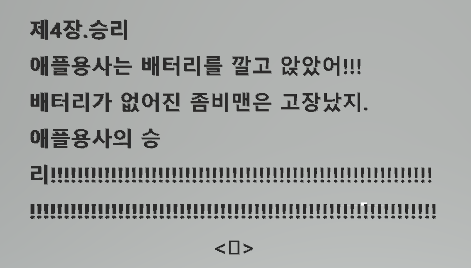 제4장.승리
애플용사는 배터리를 깔고 앉았어!!!
배터리가 없어진 좀비맨은 고장났지.
애플용사의 승
리!!!!!!!!!!!!!!!!!!!!!!!!!!!!!!!!!!!!!!!!!!!!!!!!!!!!!!!
!!!!!!!!!!!!!!!!!!!!!!!!!!!!!!!!!!!!!!!!!!!!!!!!!!!!!!!!!!
<▯>